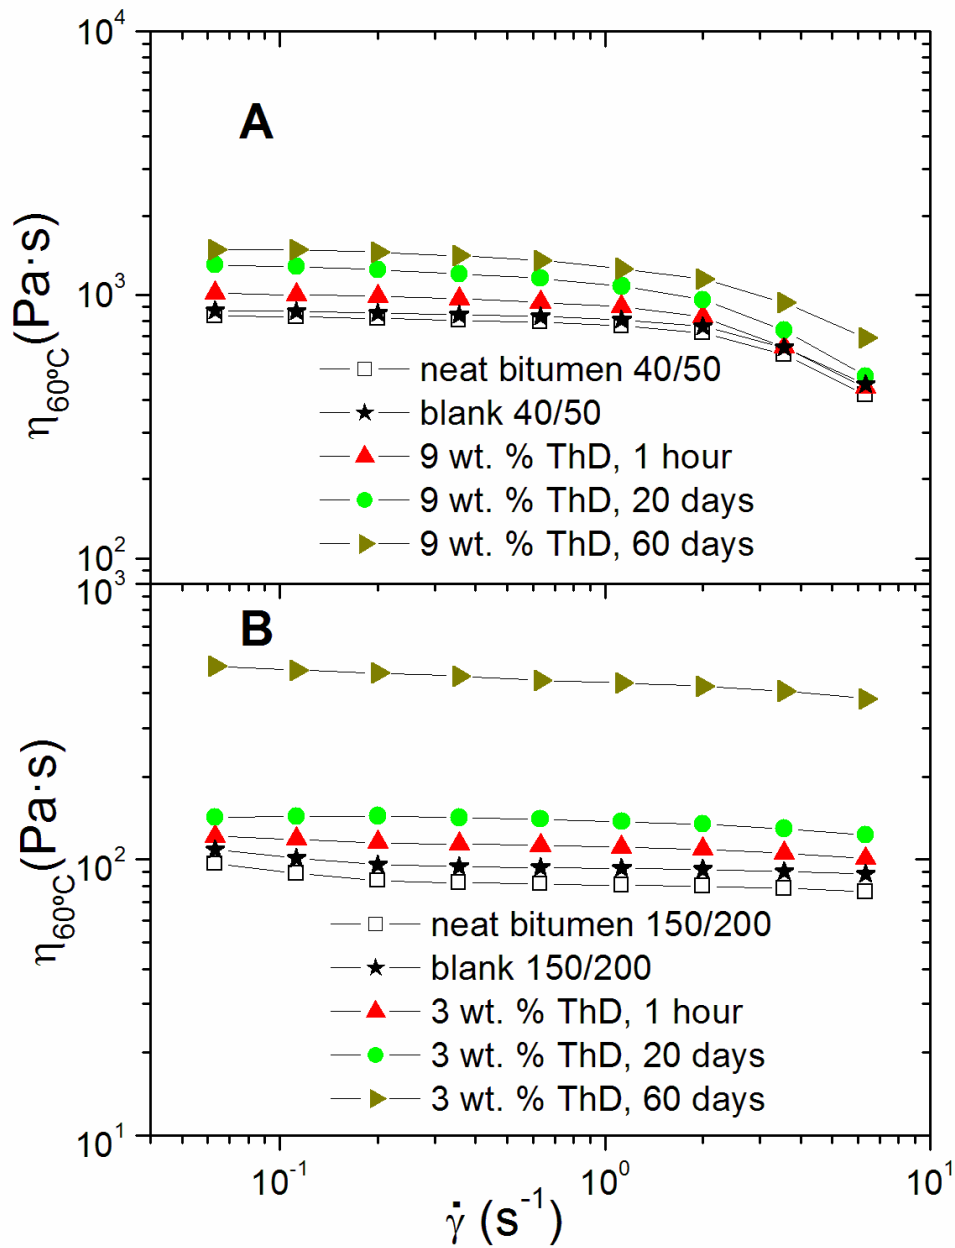 10⁴
A
η60ºC(Pa·s)
10³
neat bitumen 40/50
blank 40/50
9 wt. % ThD, 1 hour
9 wt. % ThD, 20 days
9 wt. % ThD, 60 days
10²
10³
B
η60ºC(Pa·s)
10²
neat bitumen 150/200
blank 150/200
3 wt. % ThD, 1 hour
3 wt. % ThD, 20 days
3 wt. % ThD, 60 days
10¹
10⁻¹ 10⁰ 10¹
γ̇ (s⁻¹)